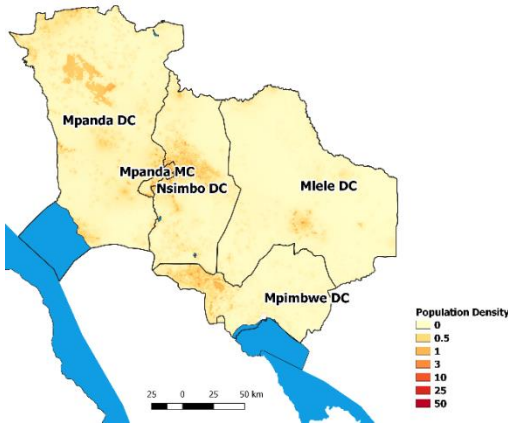 Mpanda DC
Mpanda MC
Nsimbo DC
Mlele DC
Mpimbwe DC
Population Density
0
0.5
1
3
10
25
50
25 0 25 50 km